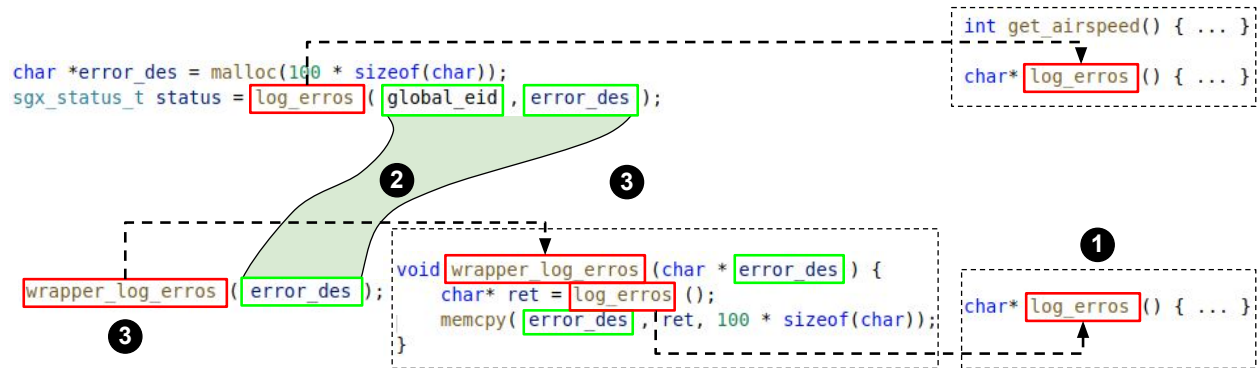 int get_airspeed() { ... }
char *error_des = malloc(100 * sizeof(char));
char* log_erros () { ... }
sgx_status_t status = log_erros ( global_eid , error_des );
2
3
1
void wrapper_log_erros (char * error_des ) {
wrapper_log_erros ( error_des );
char* ret = log_erros ();
char* log_erros () { ... }
memcpy( error_des , ret, 100 * sizeof(char));
3
}